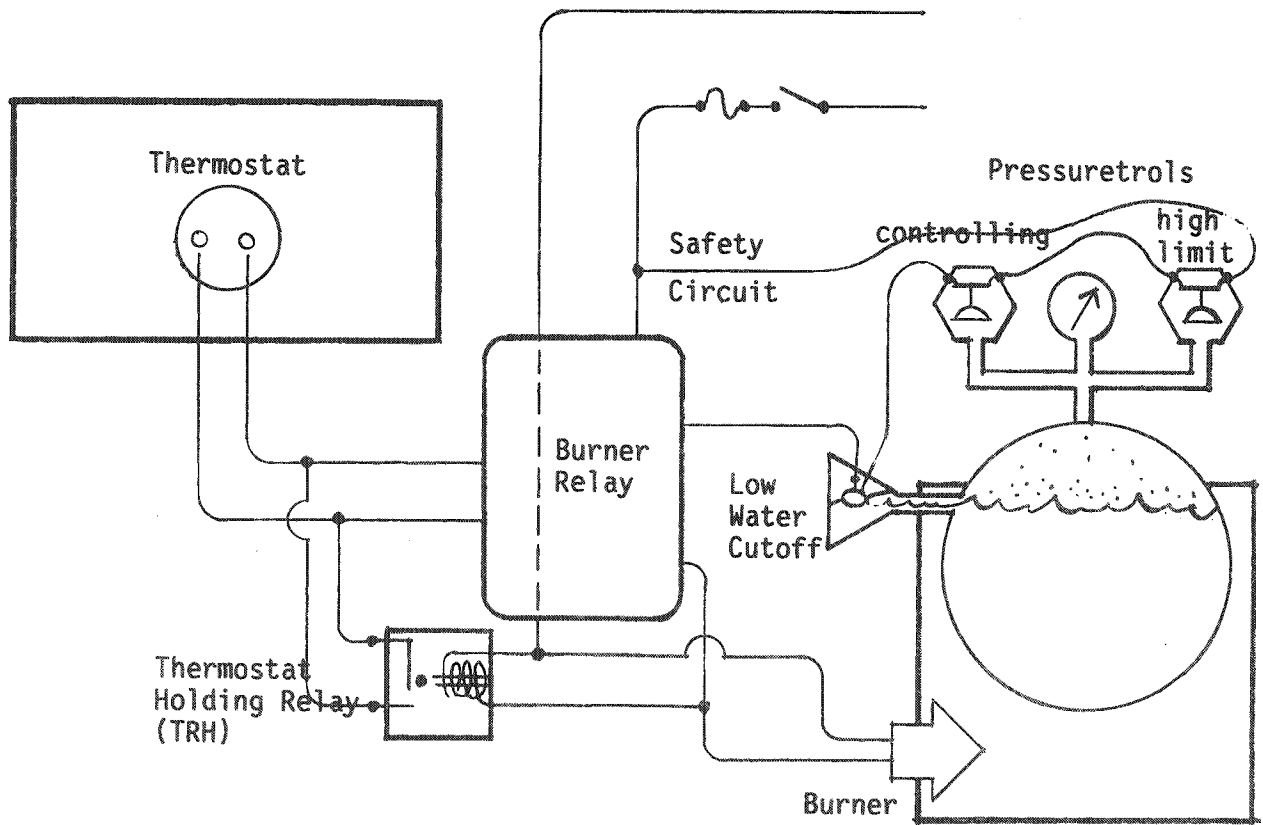 Thermostat
Pressuretrols
controlling
high
limit
Safety
Circuit
Burner
Relay
Low
Water
Cutoff
Thermostat
Holding Relay
(TRH)
Burner